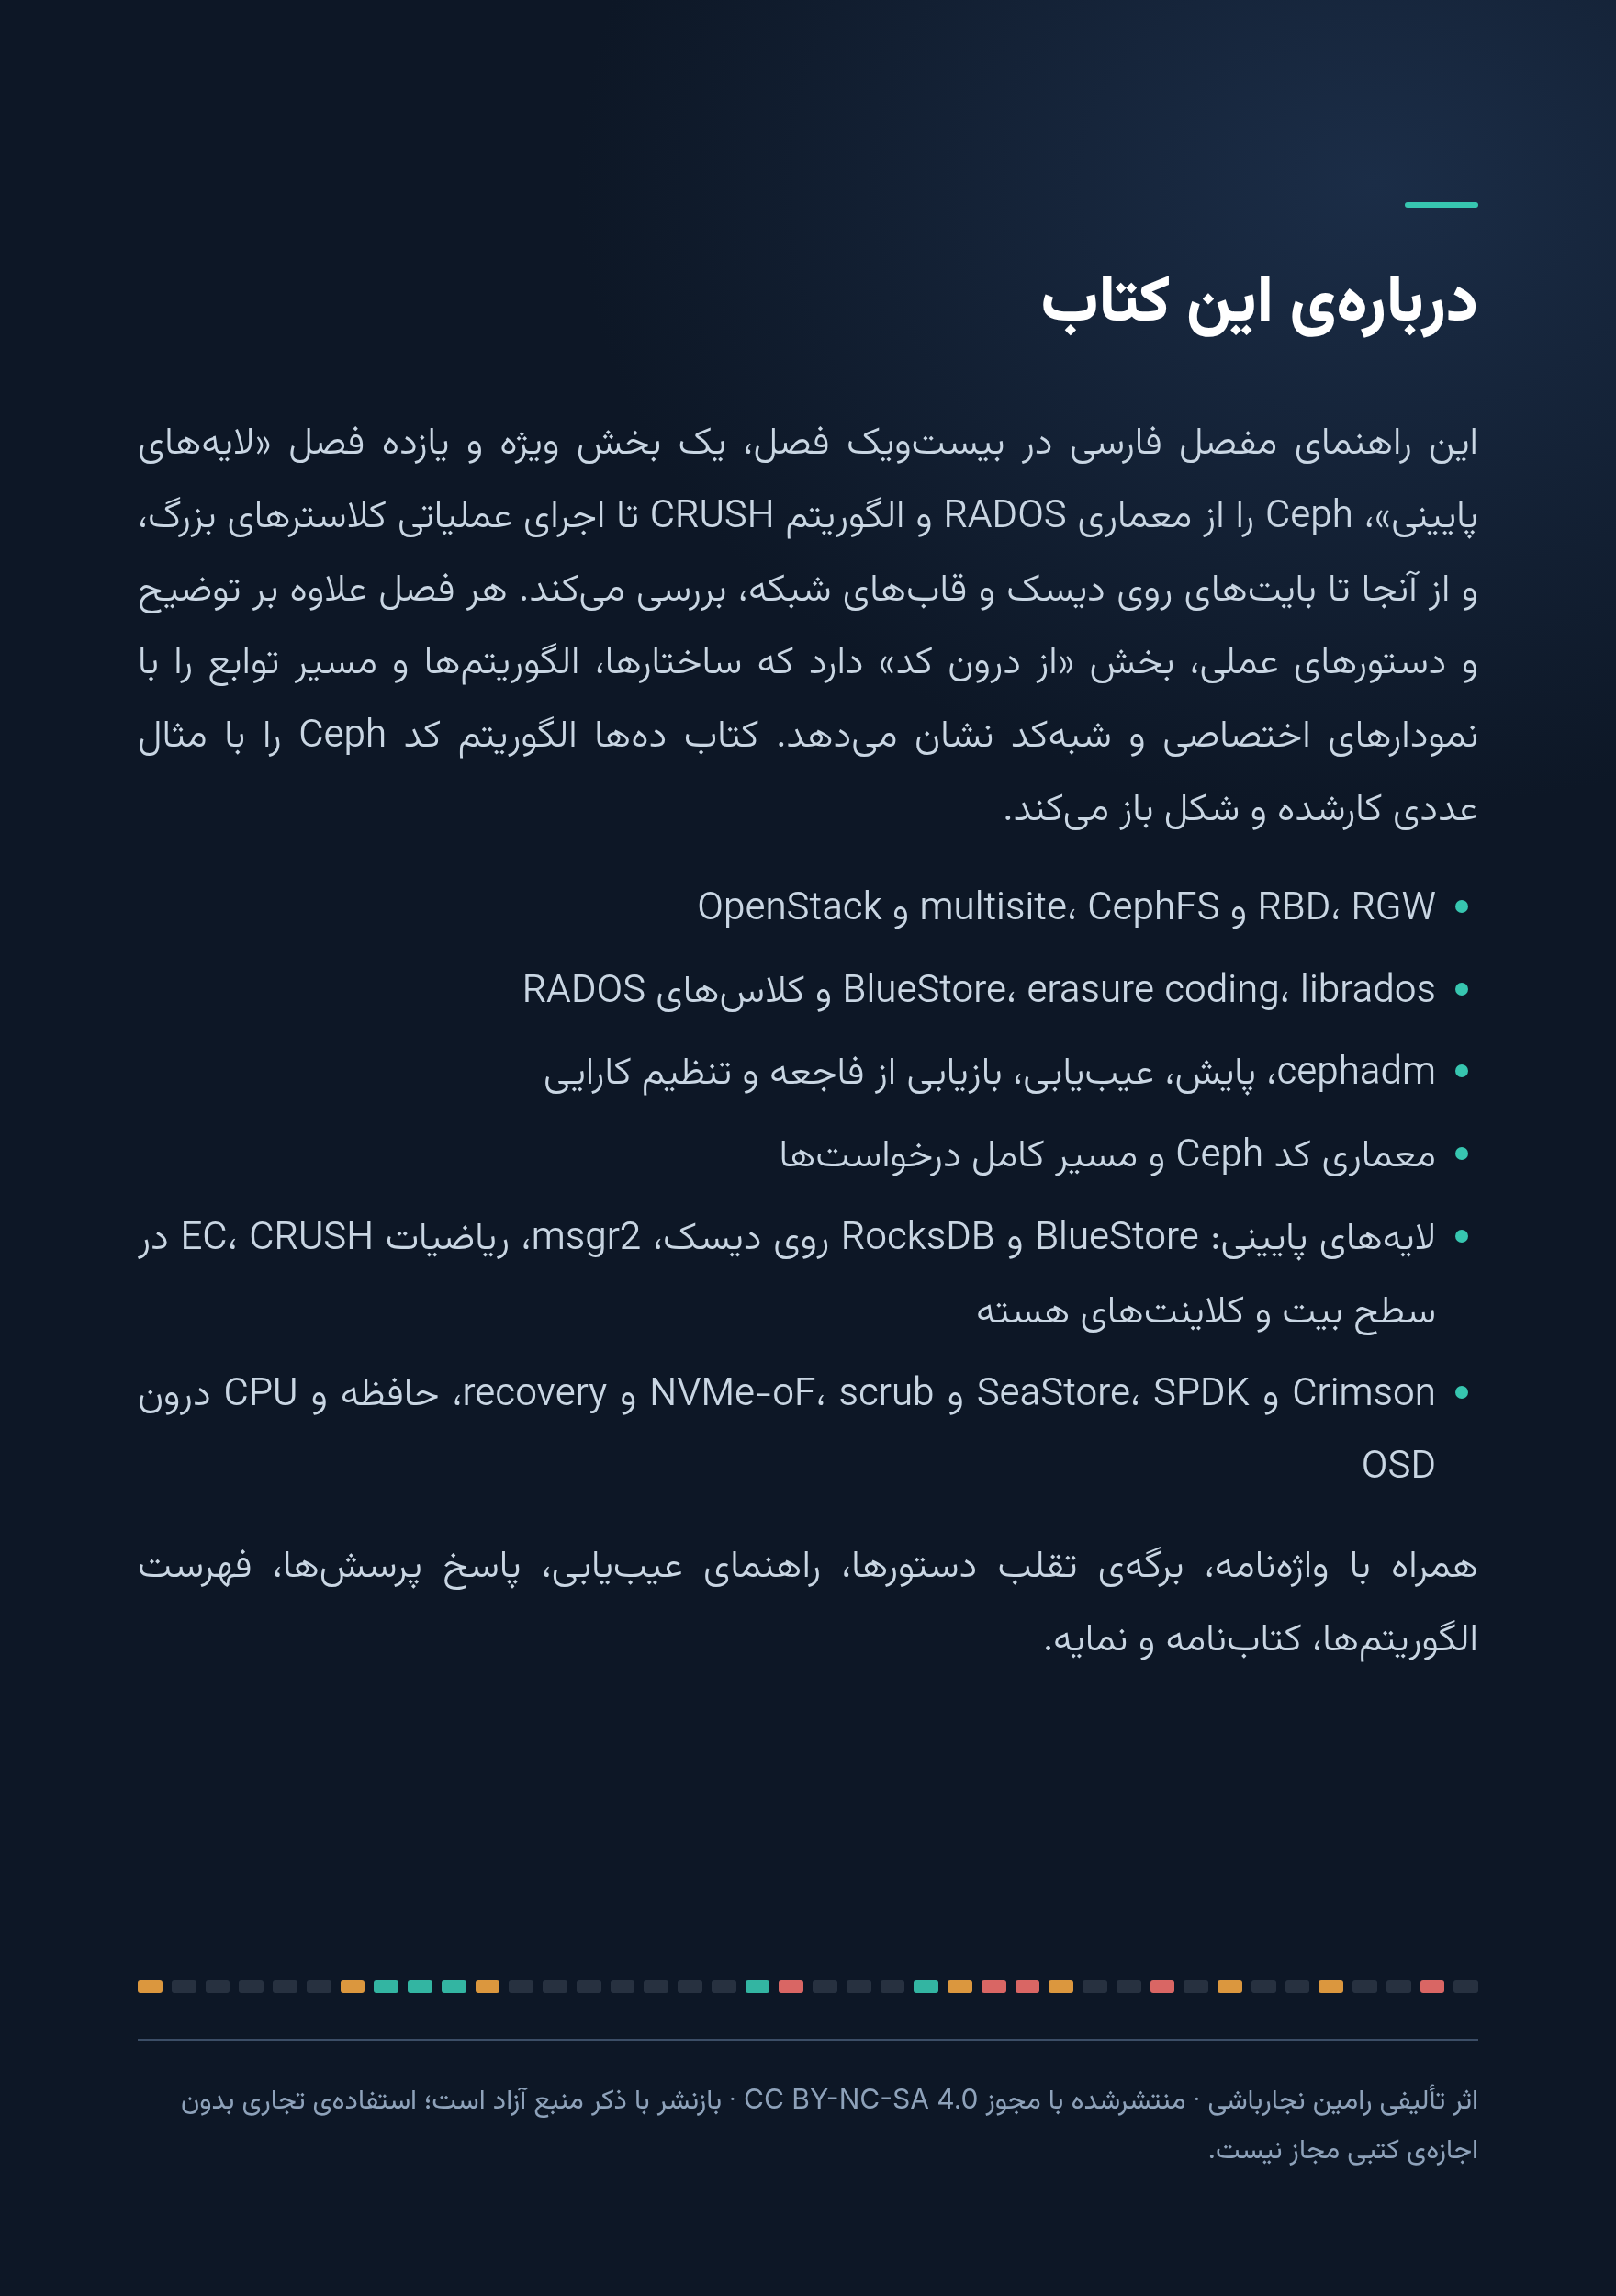 درباره‌ی این کتاب
این راهنمای مفصل فارسی در بیست‌ویک فصل، یک بخش ویژه و یازده فصل «لایه‌های
پایینی»، Ceph را از معماری RADOS و الگوریتم CRUSH تا اجرای عملیاتی کلاسترهای بزرگ،
و از آنجا تا بایت‌های روی دیسک و قاب‌های شبکه، بررسی می‌کند. هر فصل علاوه بر توضیح
و دستورهای عملی، بخش «از درون کد» دارد که ساختارها، الگوریتم‌ها و مسیر توابع را با
نمودارهای اختصاصی و شبه‌کد نشان می‌دهد. کتاب ده‌ها الگوریتم کد Ceph را با مثال
عددی کارشده و شکل باز می‌کند.
• RBD، RGW و multisite، CephFS و OpenStack
• BlueStore، erasure coding، librados و کلاس‌های RADOS
• cephadm، پایش، عیب‌یابی، بازیابی از فاجعه و تنظیم کارایی
• معماری کد Ceph و مسیر کامل درخواست‌ها
• لایه‌های پایینی: BlueStore و RocksDB روی دیسک، msgr2، ریاضیات EC، CRUSH در
سطح بیت و کلاینت‌های هسته
• Crimson و SeaStore، SPDK و NVMe-oF، scrub و recovery، حافظه و CPU درون
OSD
همراه با واژه‌نامه، برگه‌ی تقلب دستورها، راهنمای عیب‌یابی، پاسخ پرسش‌ها، فهرست
الگوریتم‌ها، کتاب‌نامه و نمایه.
اثر تألیفی رامین نجارباشی · منتشرشده با مجوز CC BY-NC-SA 4.0 · بازنشر با ذکر منبع آزاد است؛ استفاده‌ی تجاری بدون
اجازه‌ی کتبی مجاز نیست.